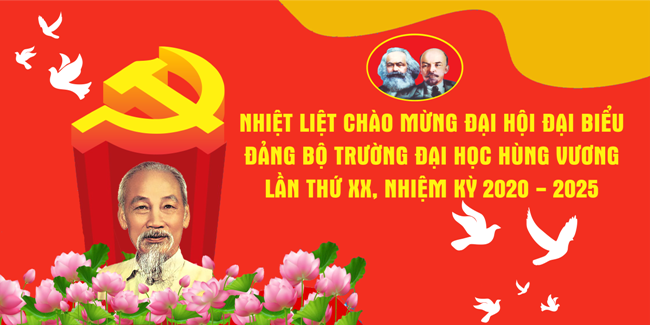 NHIỆT LIỆT CHÀO MỪNG ĐẠI HỘI ĐẠI BIỂU
ĐẢNG BỘ TRƯỜNG ĐẠI HỌC HÙNG VƯƠNG
LẦN THỨ XX, NHIỆM KỲ 2020 - 2025